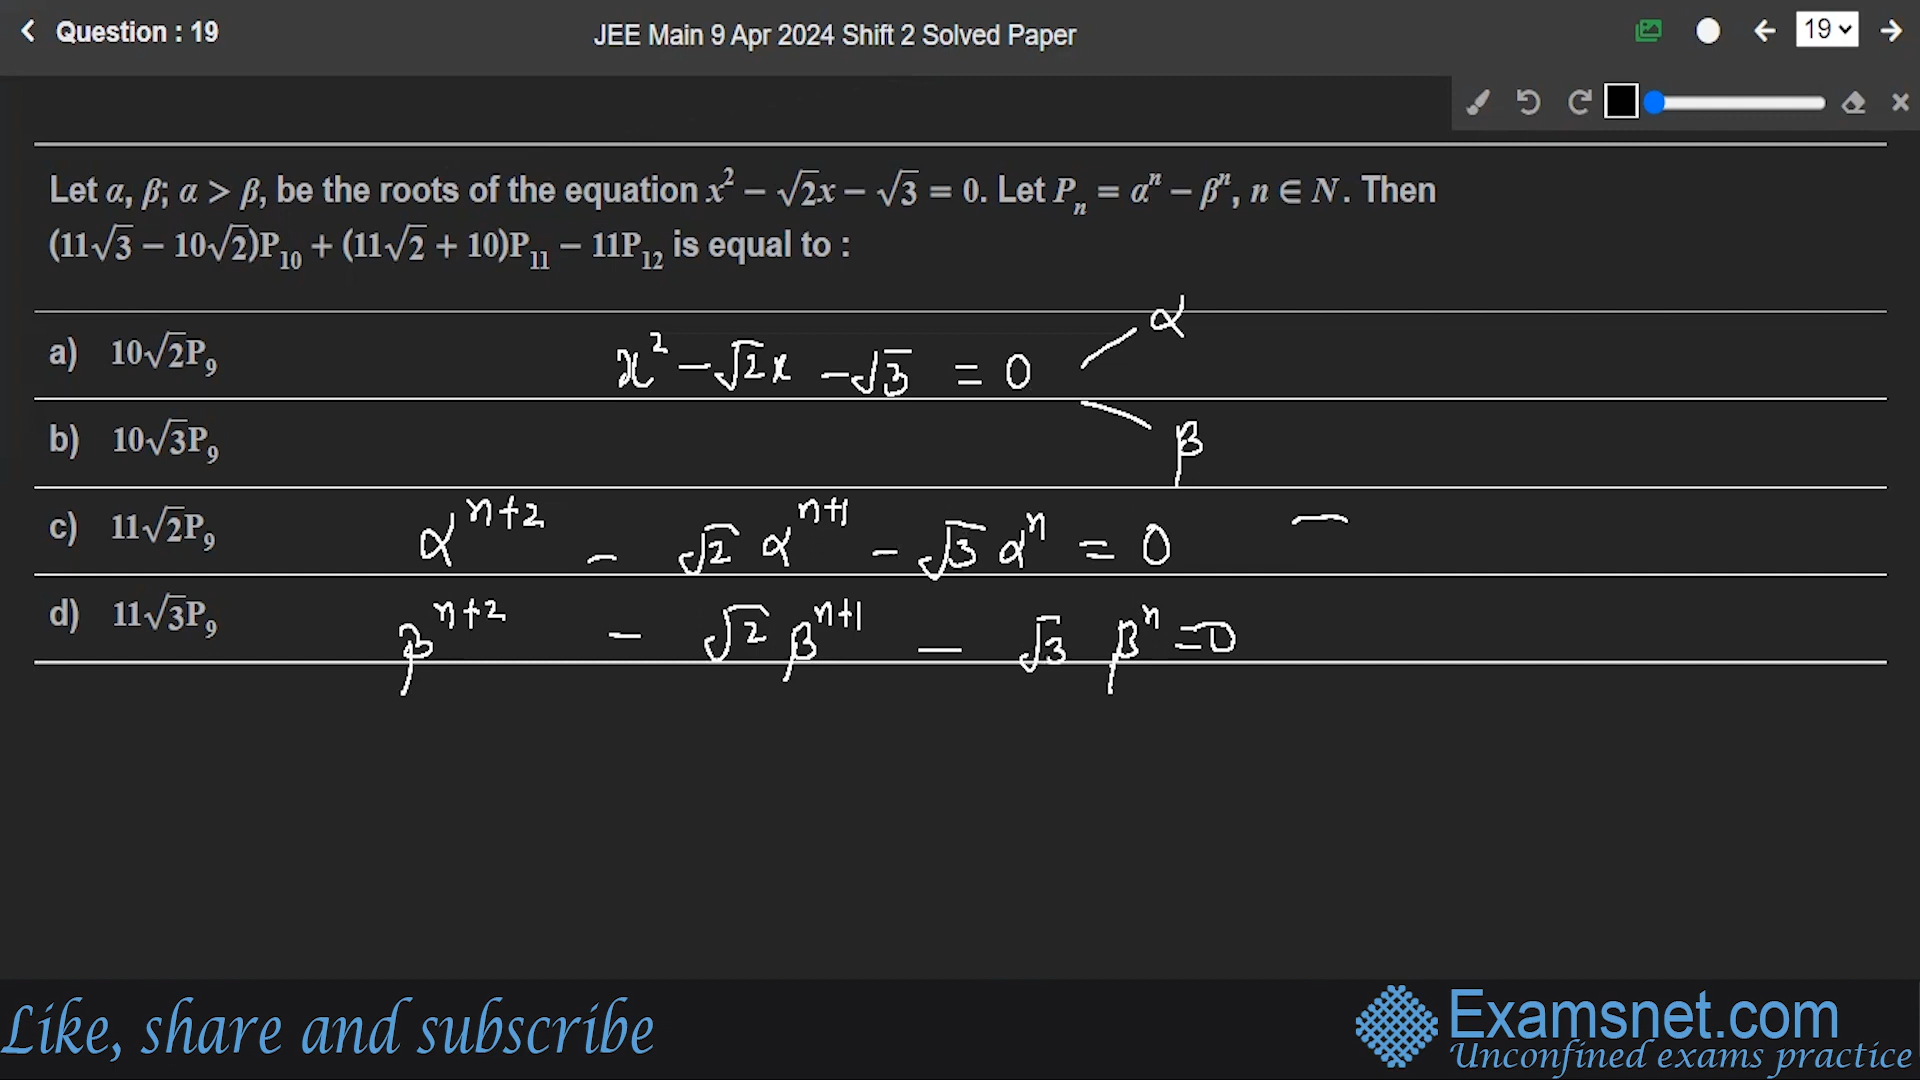 Question : 19
JEE Main 9 Apr 2024 Shift 2 Solved Paper
19
Let α, β; α > β, be the roots of the equation x² − √2x − √3 = 0. Let Pₙ = αⁿ − βⁿ, n ∈ N. Then
(11√3 − 10√2)P₁₀ + (11√2 + 10)P₁₁ − 11P₁₂ is equal to :
a) 10√2P₉
x² − √2x − √3 = 0
α
β
b) 10√3P₉
c) 11√2P₉
αⁿ⁺² − √2 αⁿ⁺¹ − √3 αⁿ = 0 —
d) 11√3P₉
βⁿ⁺² − √2 βⁿ⁺¹ − √3 βⁿ = 0
Like, share and subscribe
Examsnet.com
Unconfined exams practice